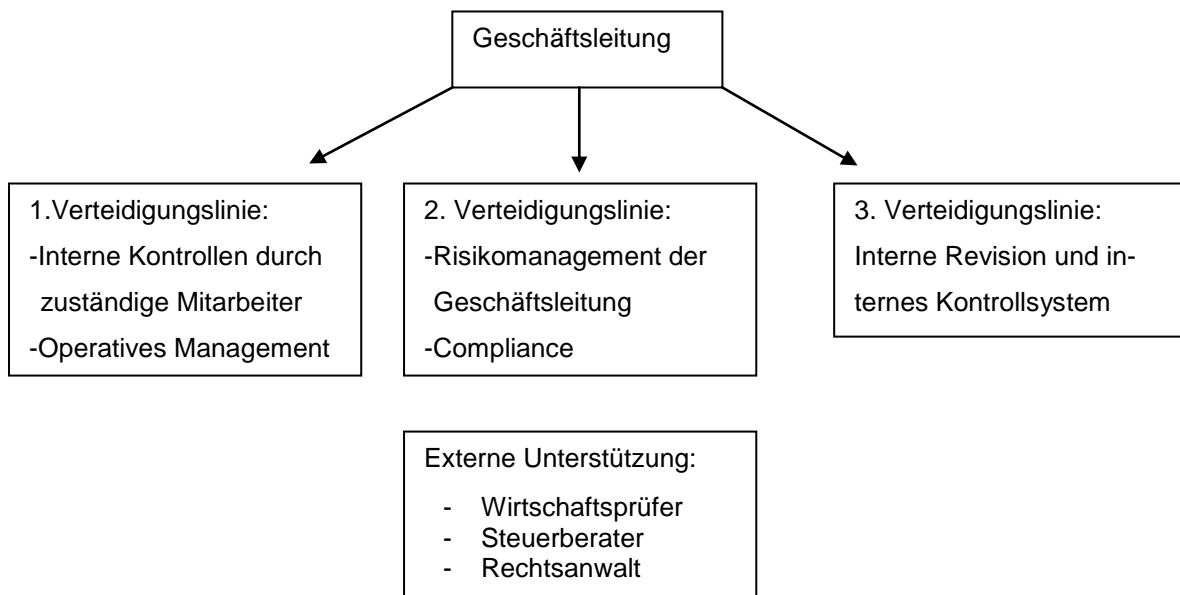 Geschäftsleitung
1.Verteidigungslinie:
-Interne Kontrollen durch
zuständige Mitarbeiter
-Operatives Management
2. Verteidigungslinie:
-Risikomanagement der
Geschäftsleitung
-Compliance
3. Verteidigungslinie:
Interne Revision und in-
ternes Kontrollsystem
Externe Unterstützung:
- Wirtschaftsprüfer
- Steuerberater
- Rechtsanwalt